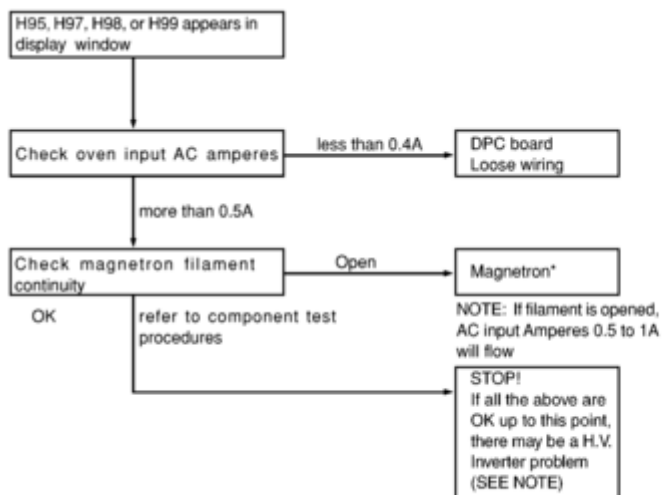 H95, H97, H98, or H99 appears in
display window
Check oven input AC amperes
less than 0.4A
DPC board
Loose wiring
more than 0.5A
Check magnetron filament
continuity
Open
Magnetron*
NOTE: If filament is opened,
AC input Amperes 0.5 to 1A
will flow
OK
refer to component test
procedures
STOP!
If all the above are
OK up to this point,
there may be a H.V.
Inverter problem
(SEE NOTE)